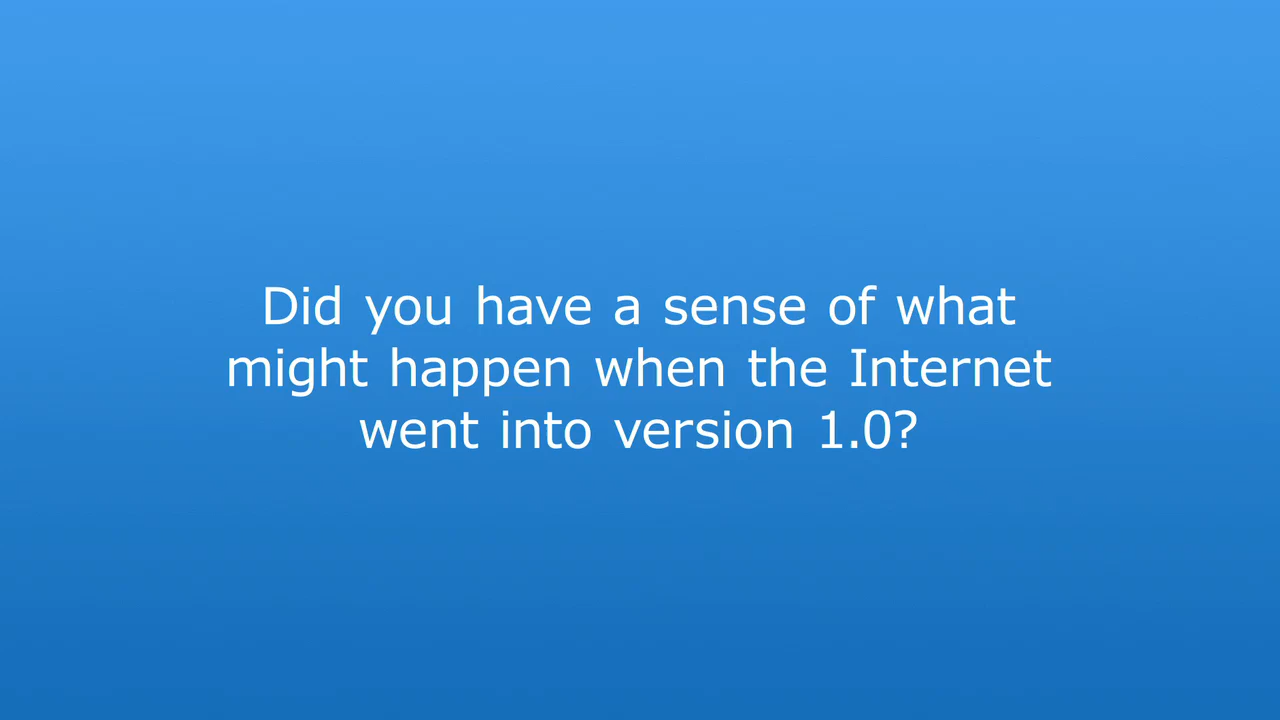 Did you have a sense of what
might happen when the Internet
went into version 1.0?